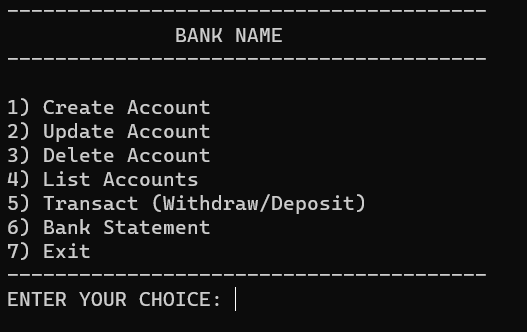 ----------------------------------------
BANK NAME
----------------------------------------
1) Create Account
2) Update Account
3) Delete Account
4) List Accounts
5) Transact (Withdraw/Deposit)
6) Bank Statement
7) Exit
----------------------------------------
ENTER YOUR CHOICE: